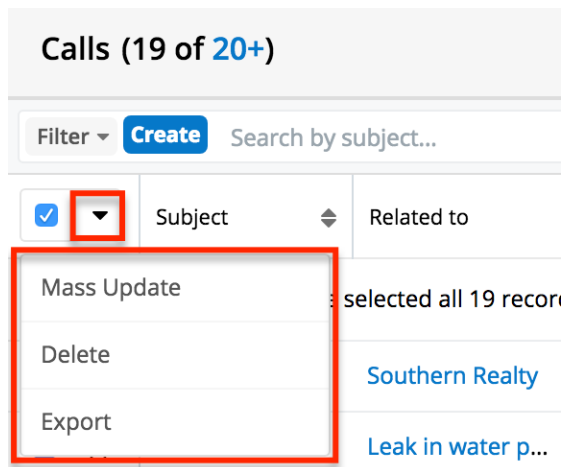 Calls (19 of 20+)
Filter Create Search by subject...
Subject Related to
Mass Update
selected all 19
Delete
Southern Realty
Export
Leak in water p...